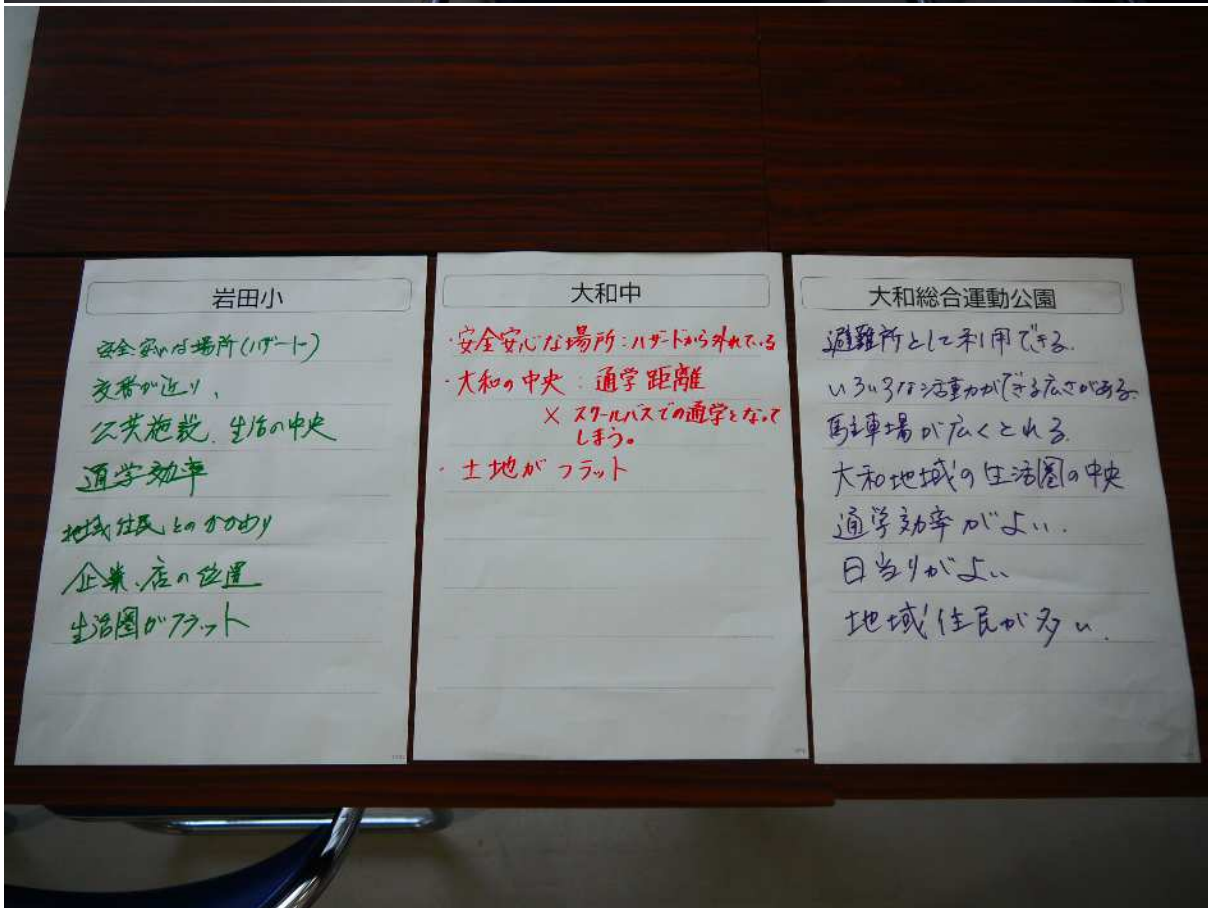 岩田小
安全安心な場所(ハザード)
交番が近い、
公共施設、生活の中央
通学効率
地域住民とのかかわり
企業、店の位置
生活圏がフラット
大和中
・安全安心な場所:ハザードから外れている
・大和の中央:通学距離
× スクールバスでの通学となって
しまう。
・土地がフラット
大和総合運動公園
避難所として利用できる。
いろいろな活動ができる広さがある。
駐車場が広くとれる
大和地域の生活圏の中央
通学効率がよい.
日当りがよい
地域住民が多い.